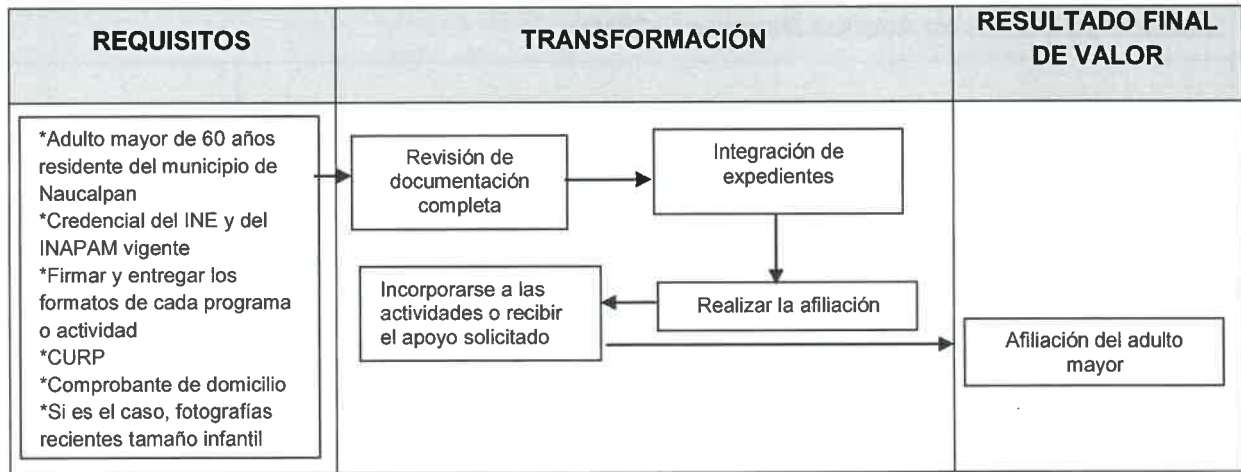 REQUISITOS
TRANSFORMACIÓN
RESULTADO FINAL
DE VALOR
*Adulto mayor de 60 años
residente del municipio de
Naucalpan
*Credencial del INE y del
INAPAM vigente
*Firmar y entregar los
formatos de cada programa
o actividad
*CURP
*Comprobante de domicilio
*Si es el caso, fotografías
recientes tamaño infantil
Revisión de
documentación
completa
Integración de
expedientes
Realizar la afiliación
Incorporarse a las
actividades o recibir
el apoyo solicitado
Afiliación del adulto
mayor